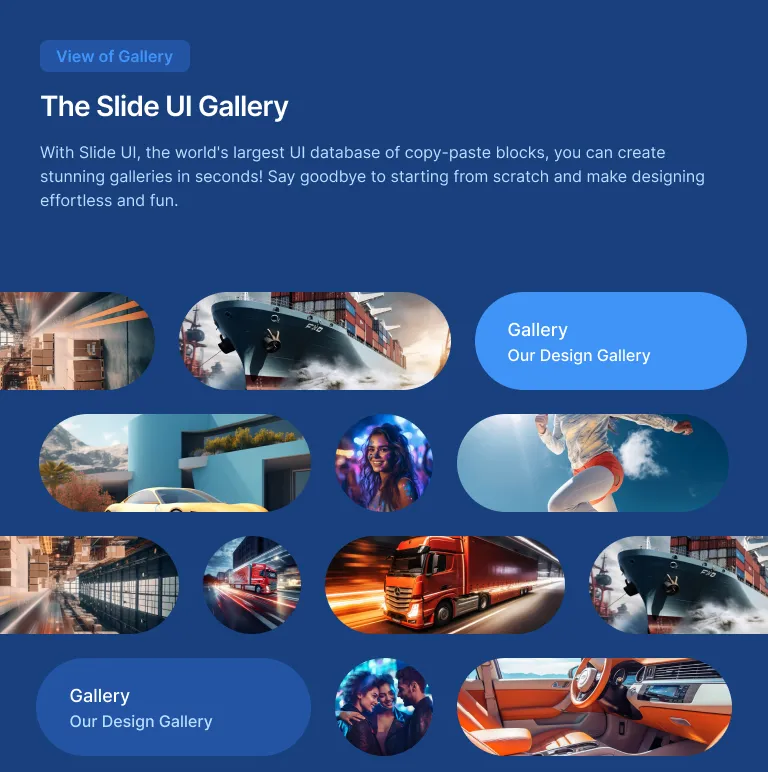 View of Gallery
The Slide UI Gallery
With Slide UI, the world's largest UI database of copy-paste blocks, you can create
stunning galleries in seconds! Say goodbye to starting from scratch and make designing
effortless and fun.
Gallery
Our Design Gallery
Gallery
Our Design Gallery